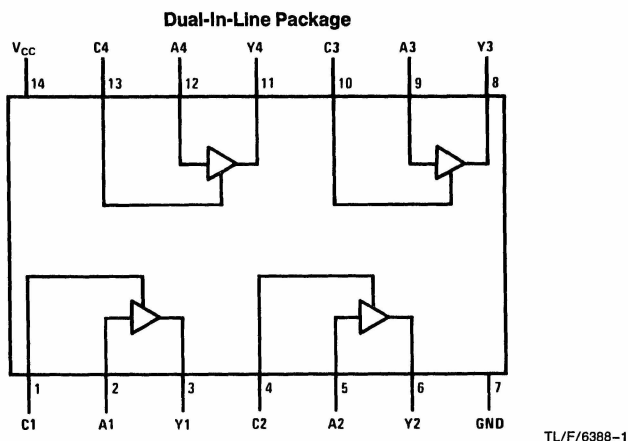 Dual-In-Line Package
VCC C4 A4 Y4 C3 A3 Y3
14 13 12 11 10 9 8
1 2 3 4 5 6 7
C1 A1 Y1 C2 A2 Y2 GND
TL/F/6388–1